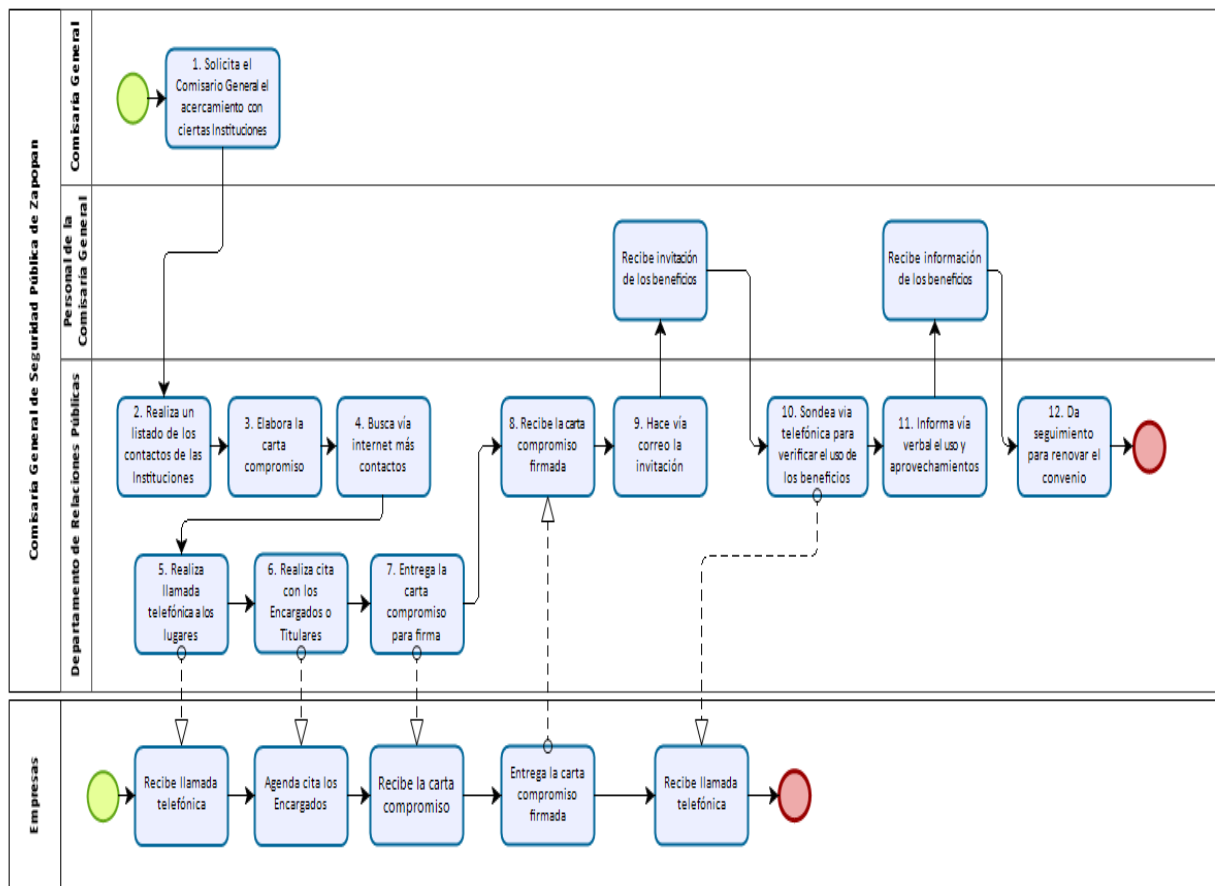 Comisaría General de Seguridad Pública de Zapopan
Comisaría General
1. Solicita el
Comisario General el
acercamiento con
ciertas Instituciones
Personal de la
Comisaría General
Recibe invitación
de los beneficios
Recibe información
de los beneficios
Departamento de Relaciones Públicas
2. Realiza un
listado de los
contactos de las
Instituciones
3. Elabora la
carta
compromiso
4. Busca vía
internet más
contactos
8. Recibe la carta
compromiso
firmada
9. Hace vía
correo la
invitación
10. Sondea via
telefónica para
verificar el uso de
los beneficios
11. Informa vía
verbal el uso y
aprovechamientos
12. Da
seguimiento
para renovar el
convenio
5. Realiza
llamada
telefónica a los
lugares
6. Realiza cita
con los
Encargados o
Titulares
7. Entrega la
carta
compromiso
para firma
Empresas
Recibe llamada
telefónica
Agenda cita los
Encargados
Recibe la carta
compromiso
Entrega la carta
compromiso
firmada
Recibe llamada
telefónica